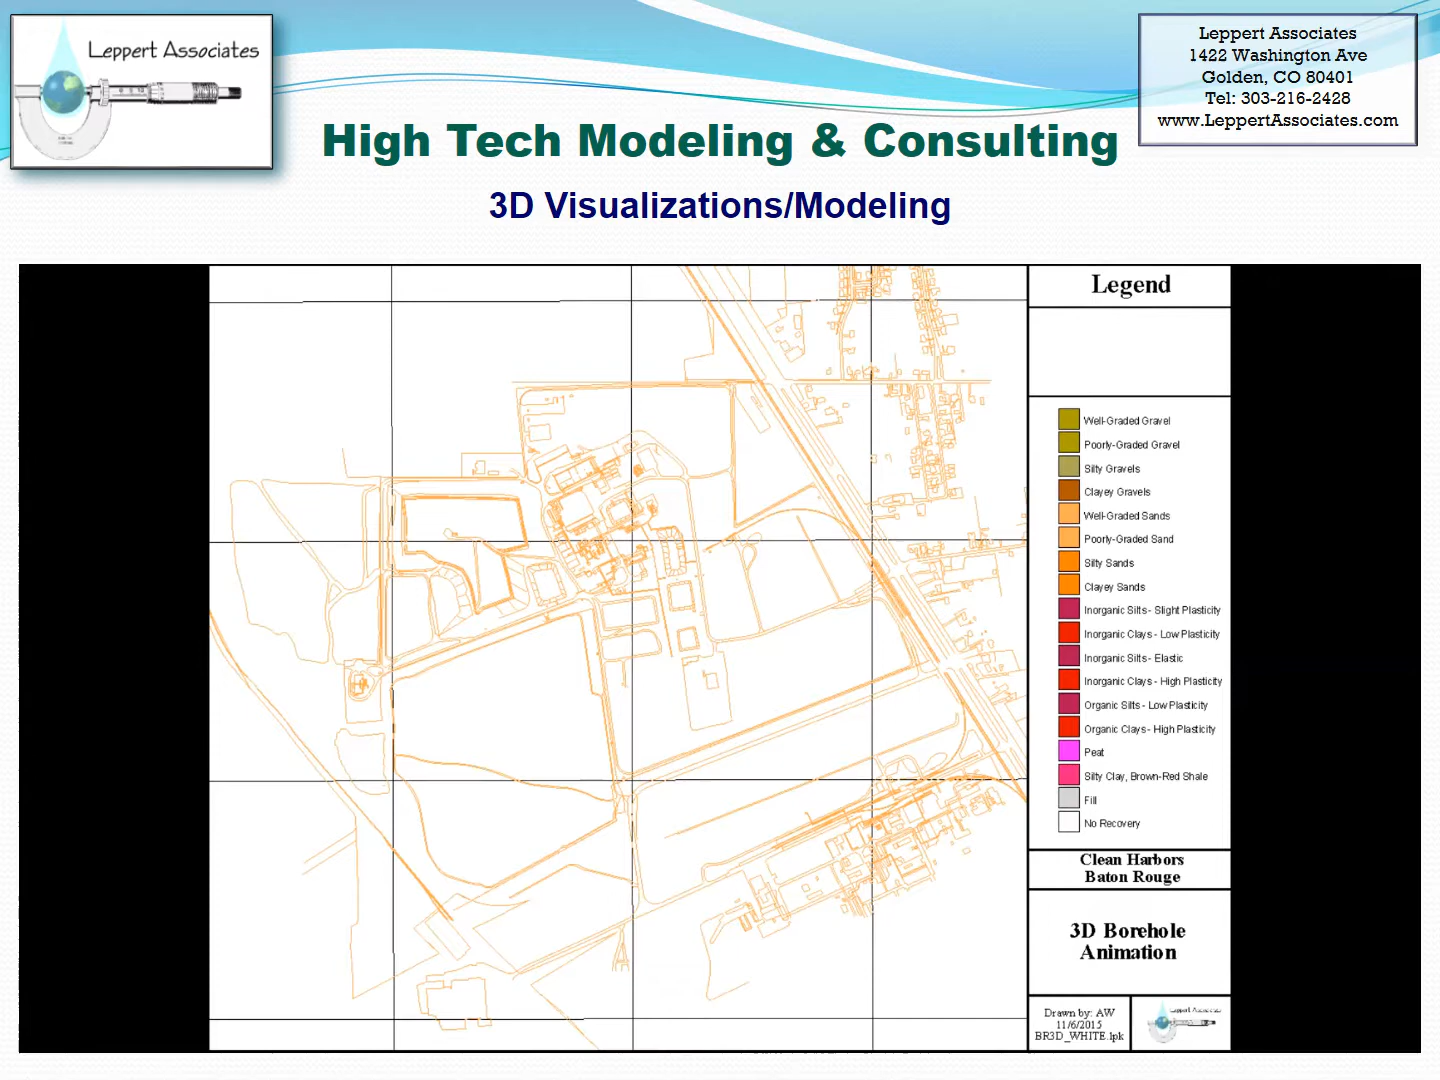 Leppert Associates
Leppert Associates
1422 Washington Ave
Golden, CO 80401
Tel: 303-216-2428
www.LeppertAssociates.com
High Tech Modeling & Consulting
3D Visualizations/Modeling
Legend
Well-Graded Gravel
Poorly-Graded Gravel
Silty Gravels
Clayey Gravels
Well-Graded Sands
Poorly-Graded Sand
Silty Sands
Clayey Sands
Inorganic Silts - Slight Plasticity
Inorganic Clays - Low Plasticity
Inorganic Silts - Elastic
Inorganic Clays - High Plasticity
Organic Silts - Low Plasticity
Organic Clays - High Plasticity
Peat
Silty Clay, Brown-Red Shale
Fill
No Recovery
Clean Harbors
Baton Rouge
3D Borehole
Animation
Drawn by: AW
11/6/2015
BR3D_WHITE.lpk
Leppert Associates